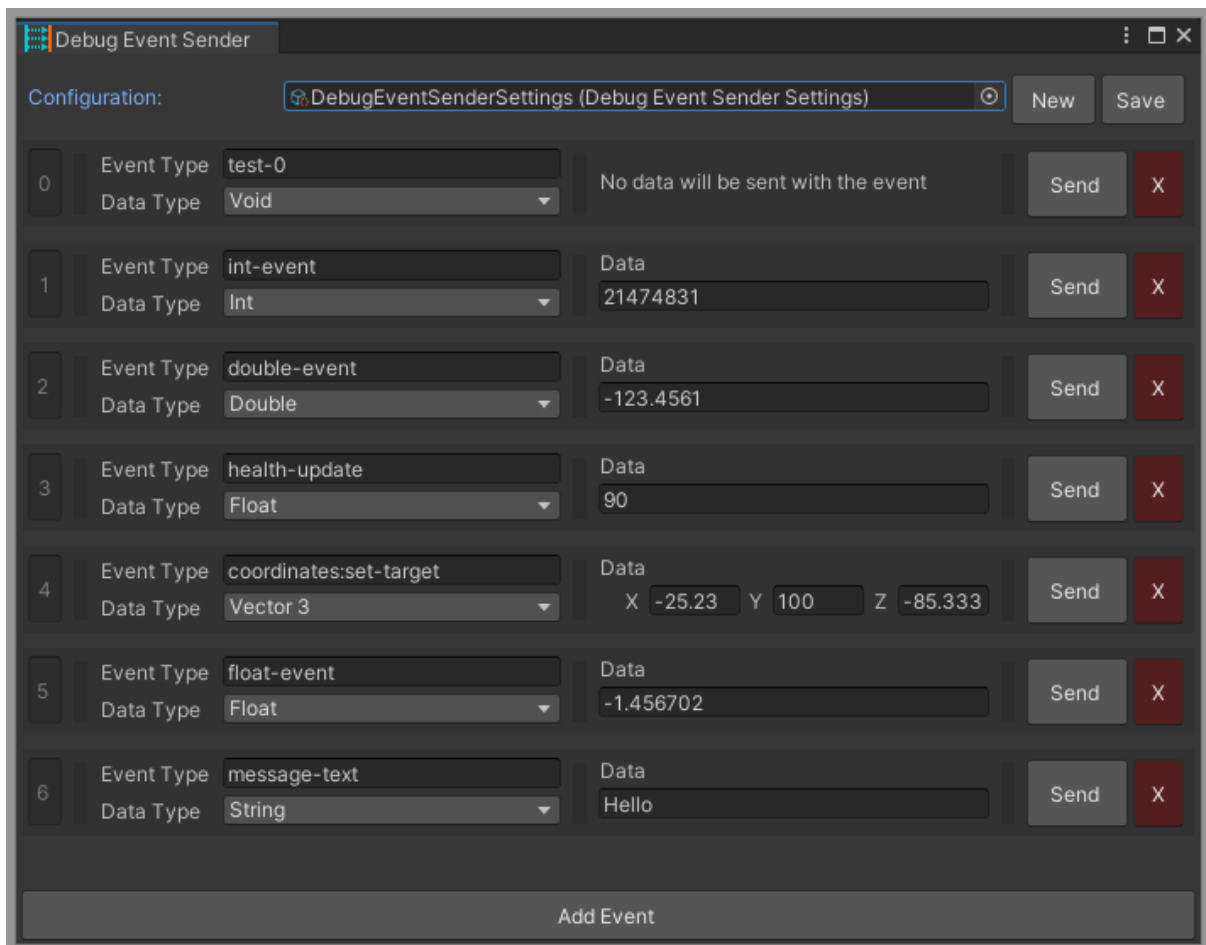 Debug Event Sender
Configuration: DebugEventSenderSettings (Debug Event Sender Settings) New Save
0 Event Type test-0
Data Type Void
No data will be sent with the event
Send X
1 Event Type int-event
Data Type Int
Data
21474831
Send X
2 Event Type double-event
Data Type Double
Data
-123.4561
Send X
3 Event Type health-update
Data Type Float
Data
90
Send X
4 Event Type coordinates:set-target
Data Type Vector 3
Data
X -25.23 Y 100 Z -85.333
Send X
5 Event Type float-event
Data Type Float
Data
-1.456702
Send X
6 Event Type message-text
Data Type String
Data
Hello
Send X
Add Event